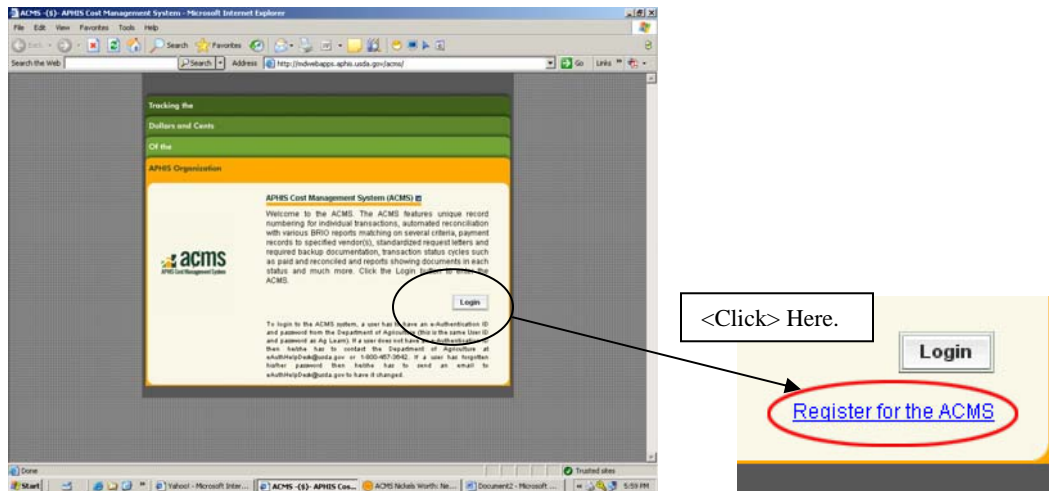 ACMS -($)- APHIS Cost Management System - Microsoft Internet Explorer
File Edit View Favorites Tools Help
Back Search Favorites
Search the Web Search Address http://mdwebapps.aphis.usda.gov/acms/ Go Links »
Tracking the
Dollars and Cents
Of the
APHIS Organization
APHIS Cost Management System (ACMS)
Welcome to the ACMS. The ACMS features unique record
numbering for individual transactions, automated reconciliation
with various BRIO reports matching on several criteria, payment
records to specified vendor(s), standardized request letters and
required backup documentation, transaction status cycles such
as paid and reconciled and reports showing documents in each
status and much more. Click the Login button to enter the
ACMS.
acms
APHIS Cost Management System
Login
To login to the ACMS system, a user has to have an e-Authentication ID
and password from the Department of Agriculture (this is the same User ID
and password as Ag Learn). If a user does not have an e-Authentication ID
then he/she has to contact the Department of Agriculture at
eAuthHelpDesk@usda.gov or 1-800-457-3642. If a user has forgotten
his/her password then he/she has to send an email to
eAuthHelpDesk@usda.gov to have it changed.
<Click> Here.
Login
Register for the ACMS
Done Trusted sites
Start » Yahoo! - Microsoft Inter... ACMS -($)- APHIS Cos... ACMS Nickels Worth: Ne... Document2 - Microsoft ... « 5:59 PM